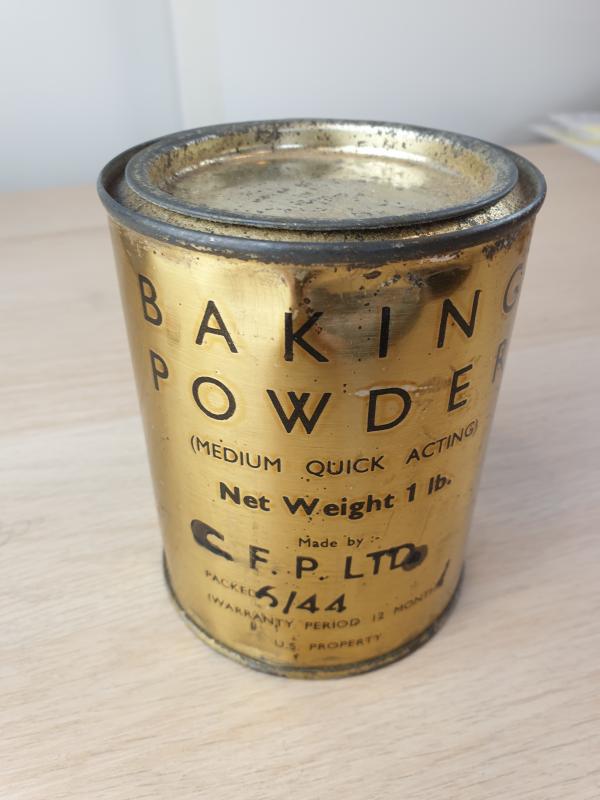 BAKING
POWDER
(MEDIUM QUICK ACTING)
Net Weight 1 lb.
Made by :-
C. F. P. LTD.
PACKED 5/44
(WARRANTY PERIOD 12 MONTHS
U.S. PROPERTY